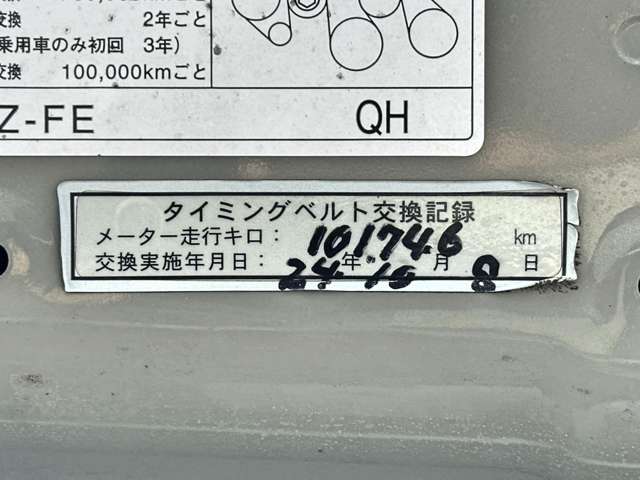 交換 2年ごと
乗用車のみ初回 3年)
交換 100,000kmごと
Z-FE QH
タイミングベルト交換記録
メーター走行キロ： 101746 km
交換実施年月日： 24 年 10 月 8 日